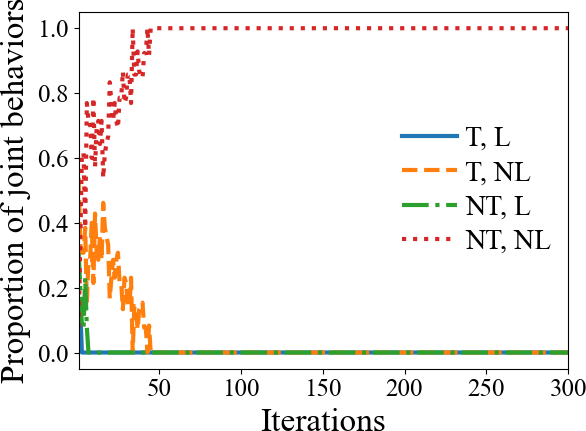 Proportion of joint behaviors
1.0
0.8
0.6
0.4
0.2
0.0
T, L
T, NL
NT, L
NT, NL
50 100 150 200 250 300
Iterations